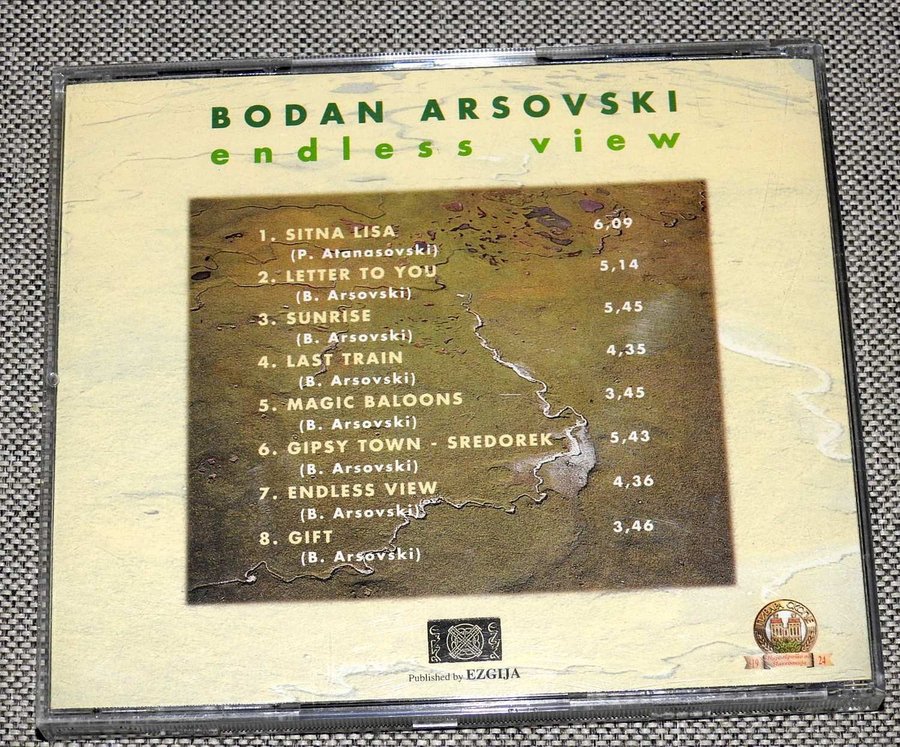 BODAN ARSOVSKI
endless view
1. SITNA LISA 6,09
(P. Atanasovski)
2. LETTER TO YOU 5,14
(B. Arsovski)
3. SUNRISE 5,45
(B. Arsovski)
4. LAST TRAIN 4,35
(B. Arsovski)
5. MAGIC BALOONS 3,45
(B. Arsovski)
6. GIPSY TOWN - SREDOREK 5,43
(B. Arsovski)
7. ENDLESS VIEW 4,36
(B. Arsovski)
8. GIFT 3,46
(B. Arsovski)
Published by EZGIJA
19 24